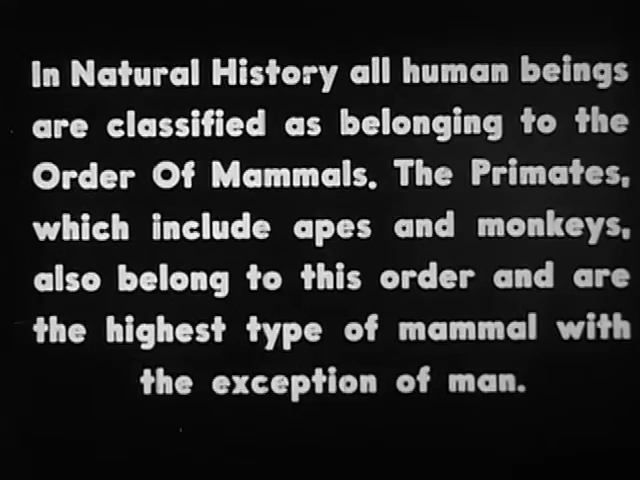 In Natural History all human beings
are classified as belonging to the
Order Of Mammals. The Primates,
which include apes and monkeys,
also belong to this order and are
the highest type of mammal with
the exception of man.